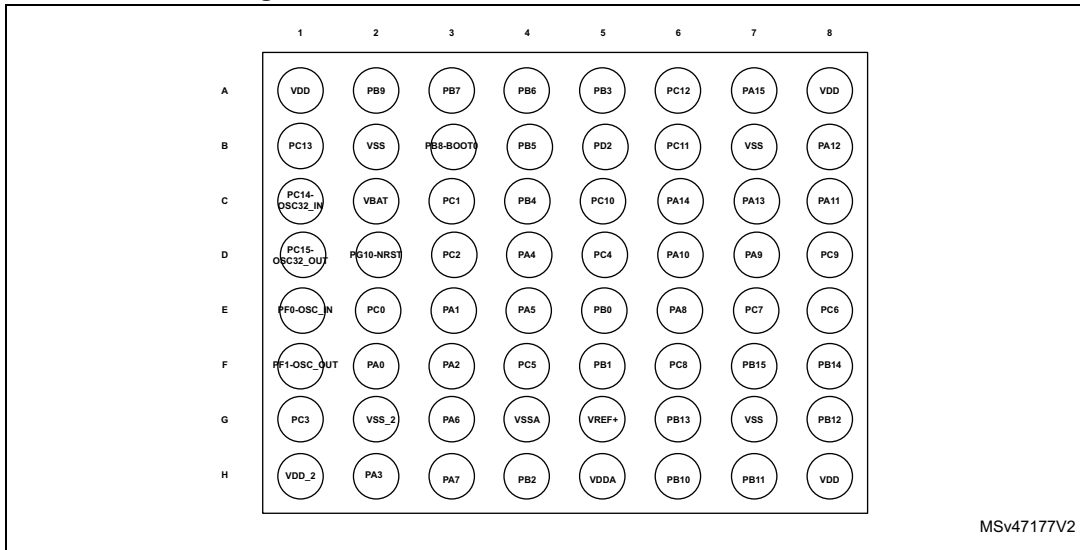 1 2 3 4 5 6 7 8
A VDD PB9 PB7 PB6 PB3 PC12 PA15 VDD
B PC13 VSS PB8-BOOT0 PB5 PD2 PC11 VSS PA12
C PC14-OSC32_IN VBAT PC1 PB4 PC10 PA14 PA13 PA11
D PC15-OSC32_OUT PG10-NRST PC2 PA4 PC4 PA10 PA9 PC9
E PF0-OSC_IN PC0 PA1 PA5 PB0 PA8 PC7 PC6
F PF1-OSC_OUT PA0 PA2 PC5 PB1 PC8 PB15 PB14
G PC3 VSS_2 PA6 VSSA VREF+ PB13 VSS PB12
H VDD_2 PA3 PA7 PB2 VDDA PB10 PB11 VDD
MSv47177V2